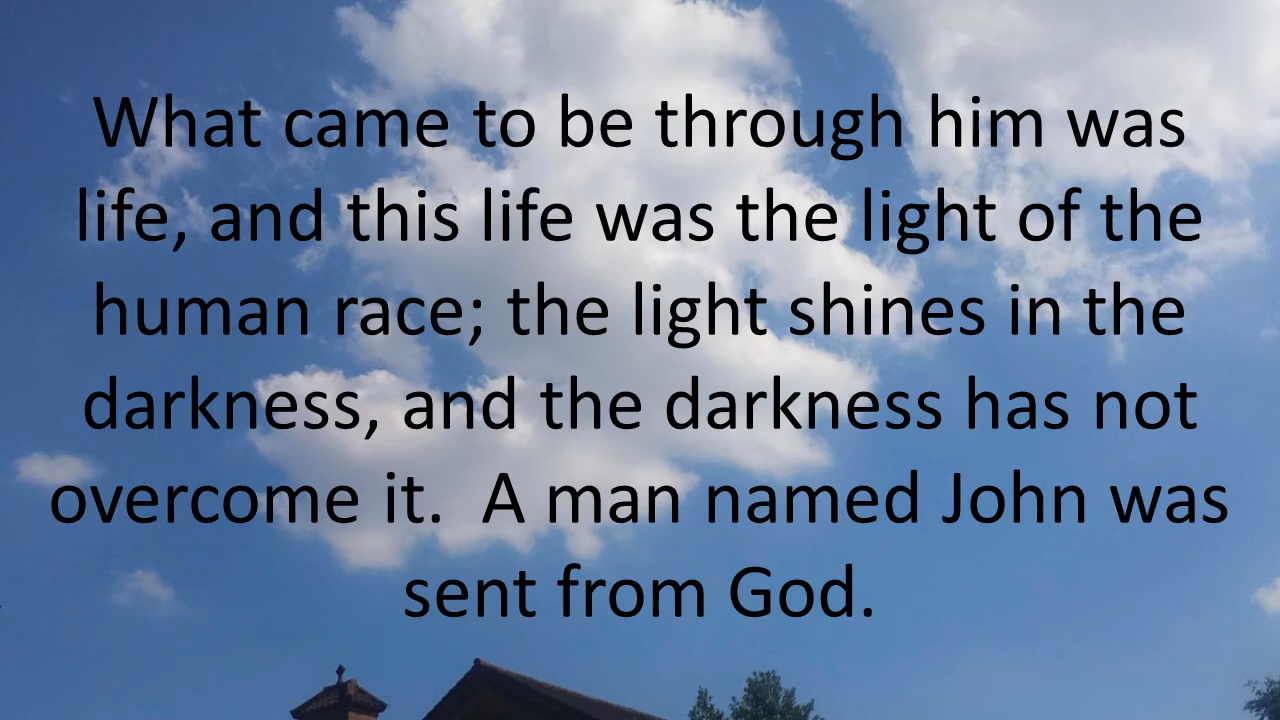 What came to be through him was
life, and this life was the light of the
human race; the light shines in the
darkness, and the darkness has not
overcome it.  A man named John was
sent from God.